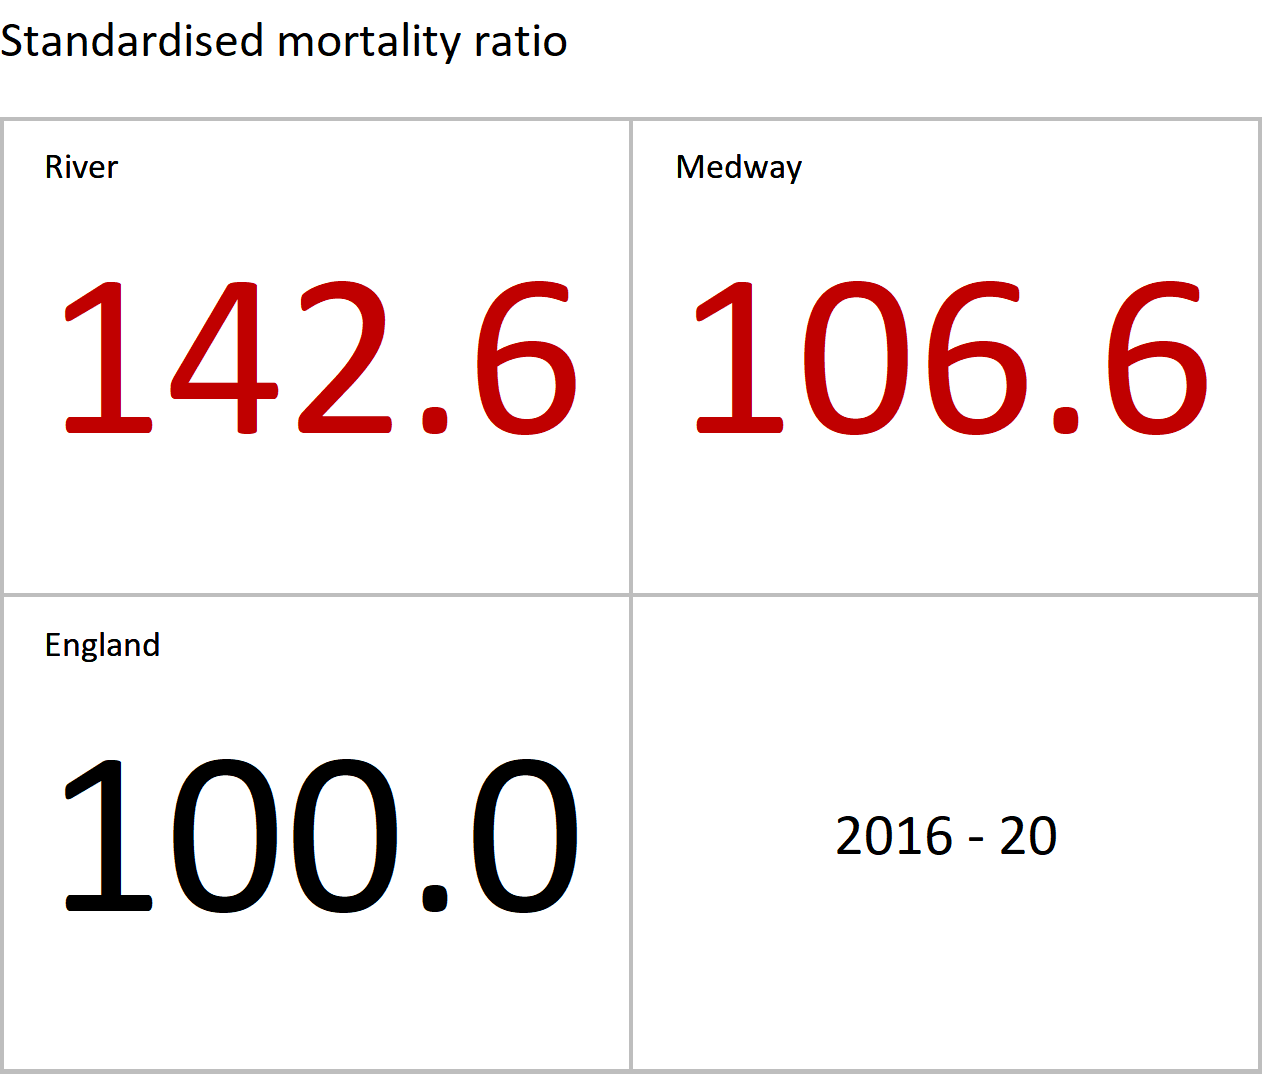 Standardised mortality ratio
River
142.6
Medway
106.6
England
100.0
2016 - 20